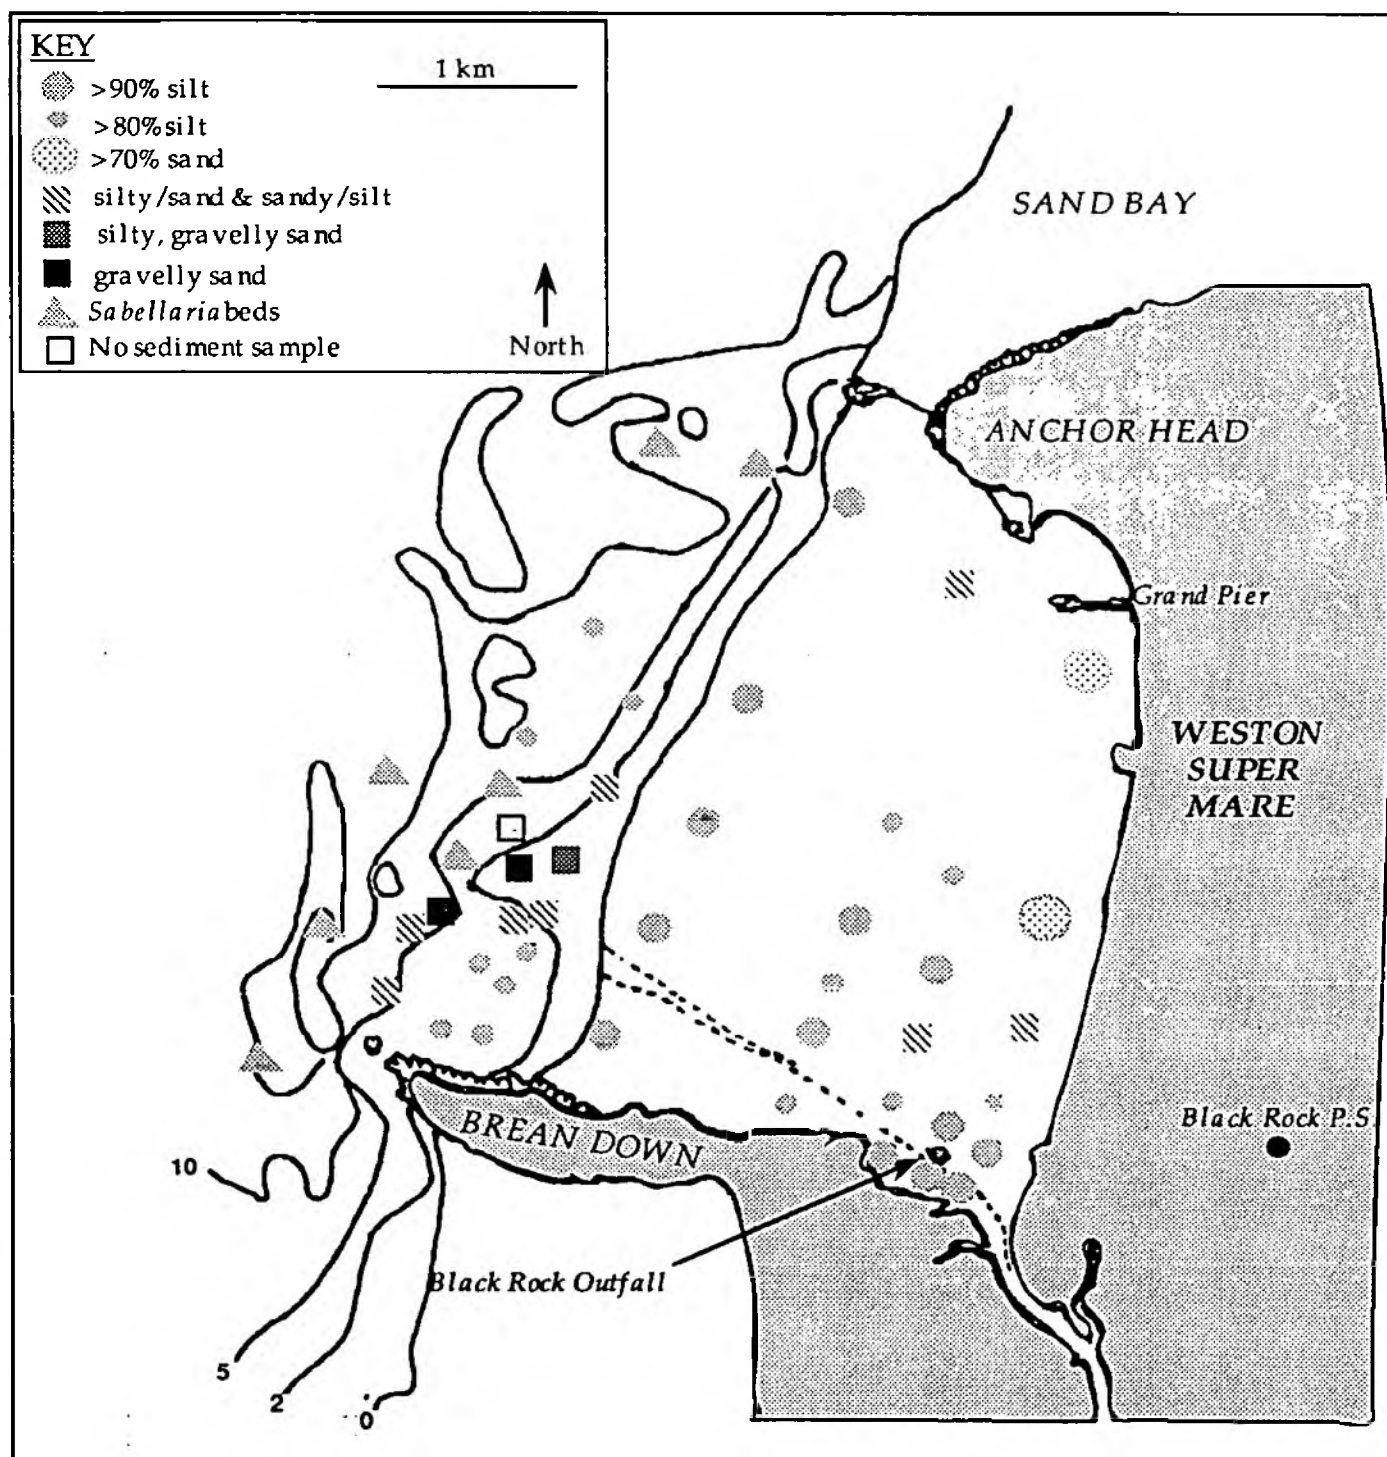 KEY
>90% silt
>80% silt
>70% sand
silty/sand & sandy/silt
silty, gravelly sand
gravelly sand
Sabellaria beds
No sediment sample
1 km
North
SAND BAY
ANCHOR HEAD
Grand Pier
WESTON
SUPER
MARE
BREAN DOWN
Black Rock P.S
Black Rock Outfall
10
5
2
0